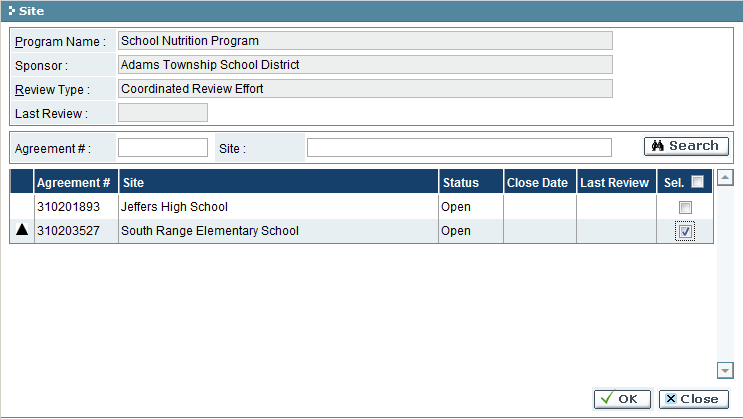 Site
Program Name : School Nutrition Program
Sponsor : Adams Township School District
Review Type : Coordinated Review Effort
Last Review :
Agreement # : Site : Search
Agreement # Site Status Close Date Last Review Sel.
310201893 Jeffers High School Open
310203527 South Range Elementary School Open
OK Close